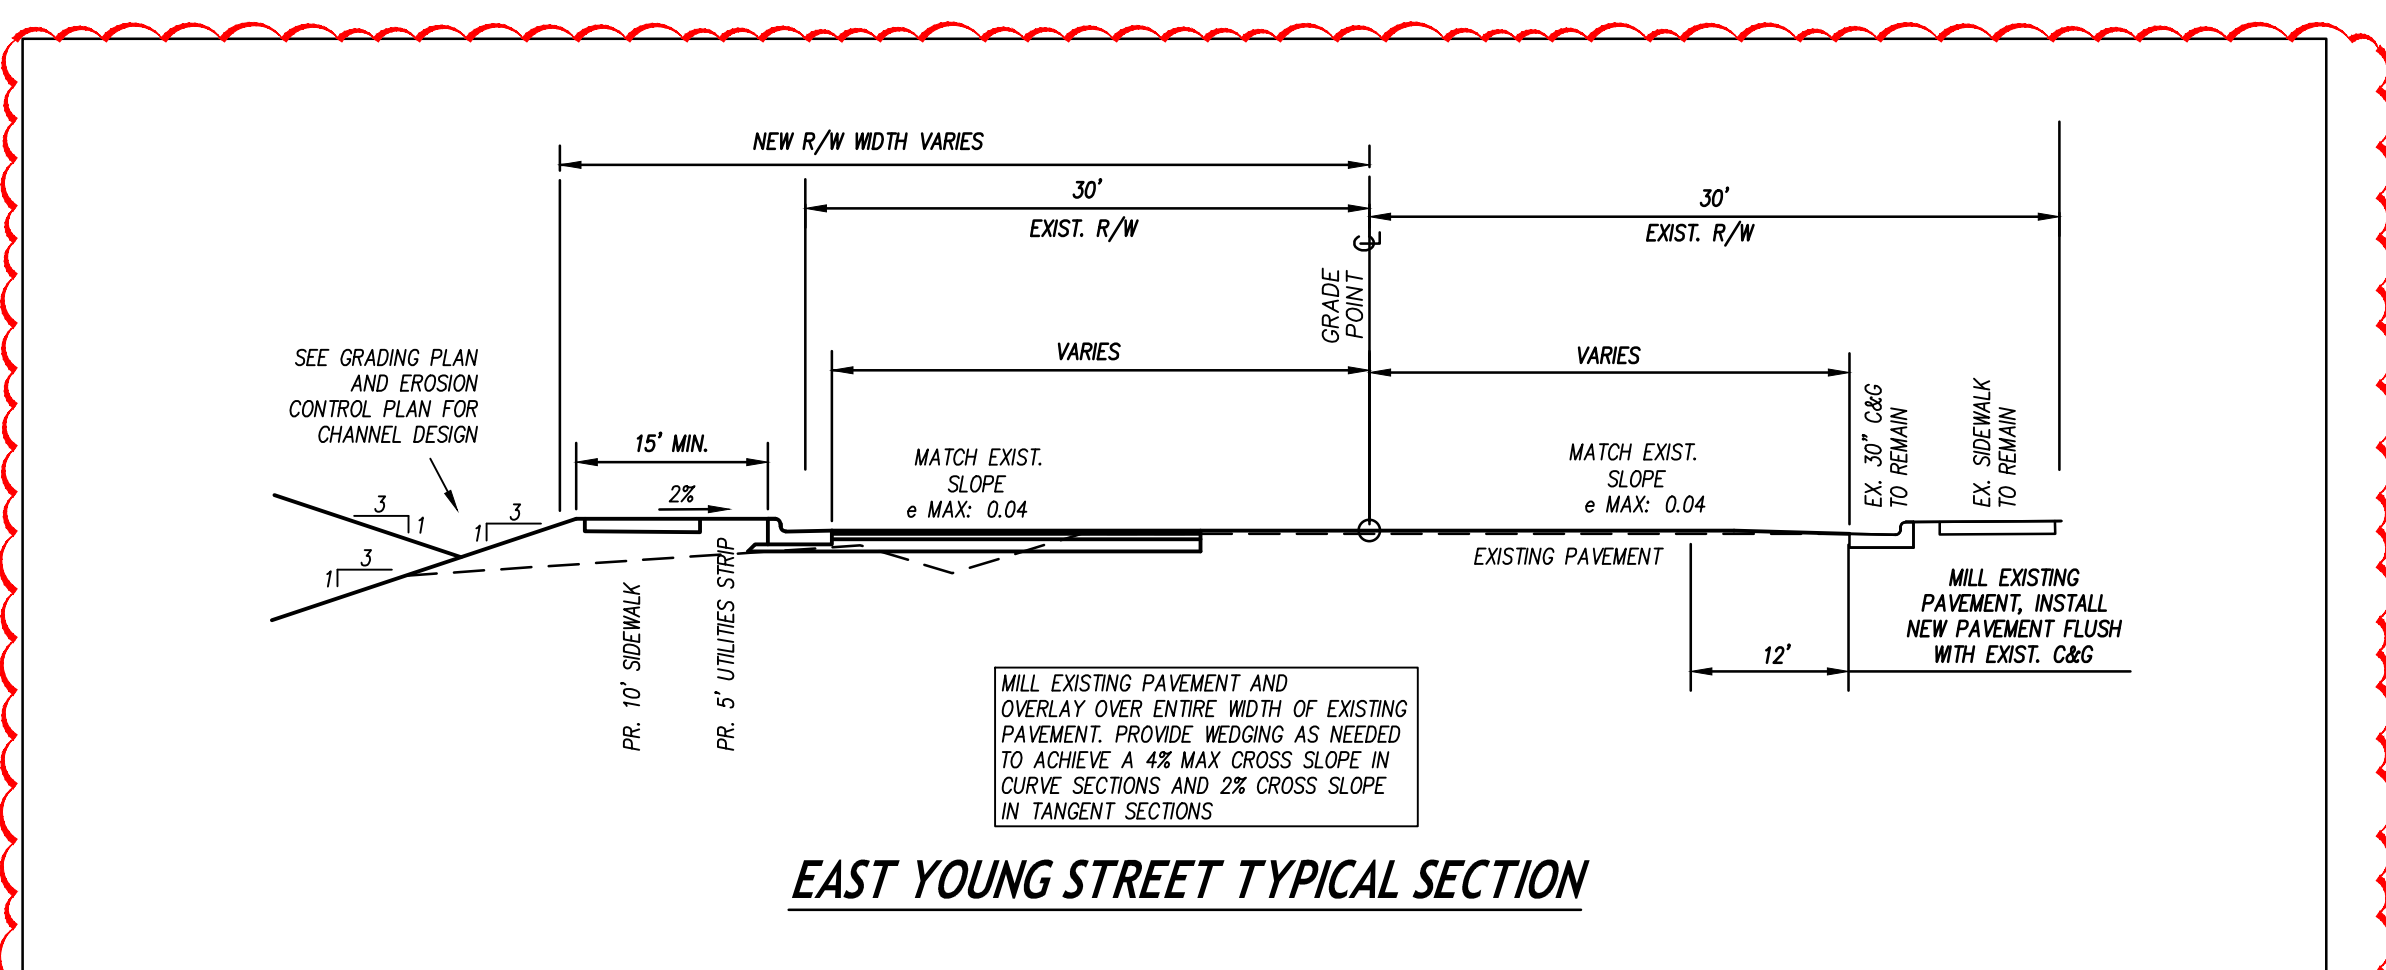 NEW R/W WIDTH VARIES
30'
EXIST. R/W
30'
EXIST. R/W
℄
GRADE
POINT
VARIES
VARIES
SEE GRADING PLAN
AND EROSION
CONTROL PLAN FOR
CHANNEL DESIGN
15' MIN.
2%
MATCH EXIST.
SLOPE
e MAX: 0.04
MATCH EXIST.
SLOPE
e MAX: 0.04
EX. 30" C&G
TO REMAIN
EX. SIDEWALK
TO REMAIN
3
1
3
1
3
1
EXISTING PAVEMENT
PR. 10' SIDEWALK
PR. 5' UTILITIES STRIP
12'
MILL EXISTING
PAVEMENT, INSTALL
NEW PAVEMENT FLUSH
WITH EXIST. C&G
MILL EXISTING PAVEMENT AND
OVERLAY OVER ENTIRE WIDTH OF EXISTING
PAVEMENT. PROVIDE WEDGING AS NEEDED
TO ACHIEVE A 4% MAX CROSS SLOPE IN
CURVE SECTIONS AND 2% CROSS SLOPE
IN TANGENT SECTIONS
EAST YOUNG STREET TYPICAL SECTION